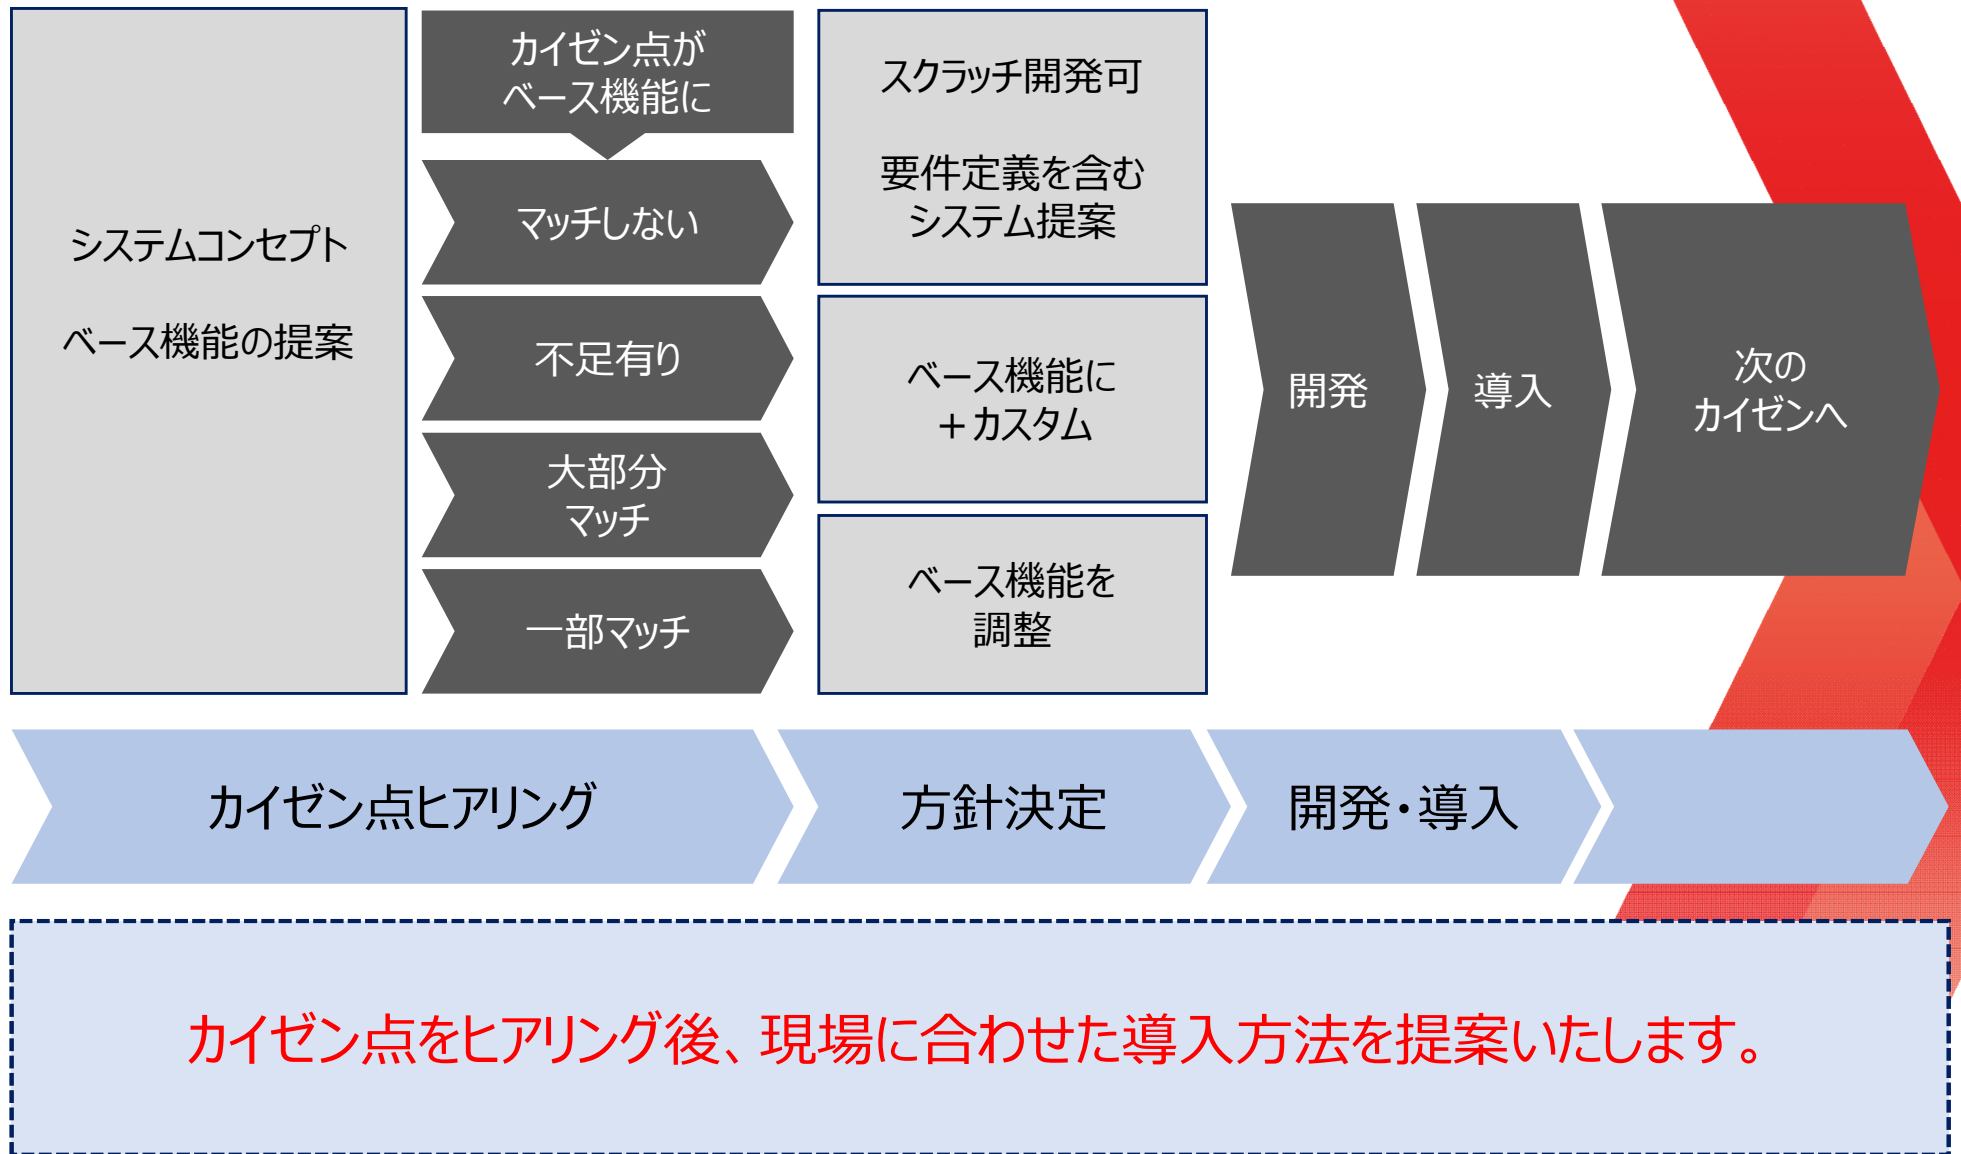 システムコンセプト
ベース機能の提案
カイゼン点が
ベース機能に
マッチしない
不足有り
大部分
マッチ
一部マッチ
スクラッチ開発可
要件定義を含む
システム提案
ベース機能に
＋カスタム
ベース機能を
調整
開発
導入
次の
カイゼンへ
カイゼン点ヒアリング
方針決定
開発・導入
カイゼン点をヒアリング後、現場に合わせた導入方法を提案いたします。